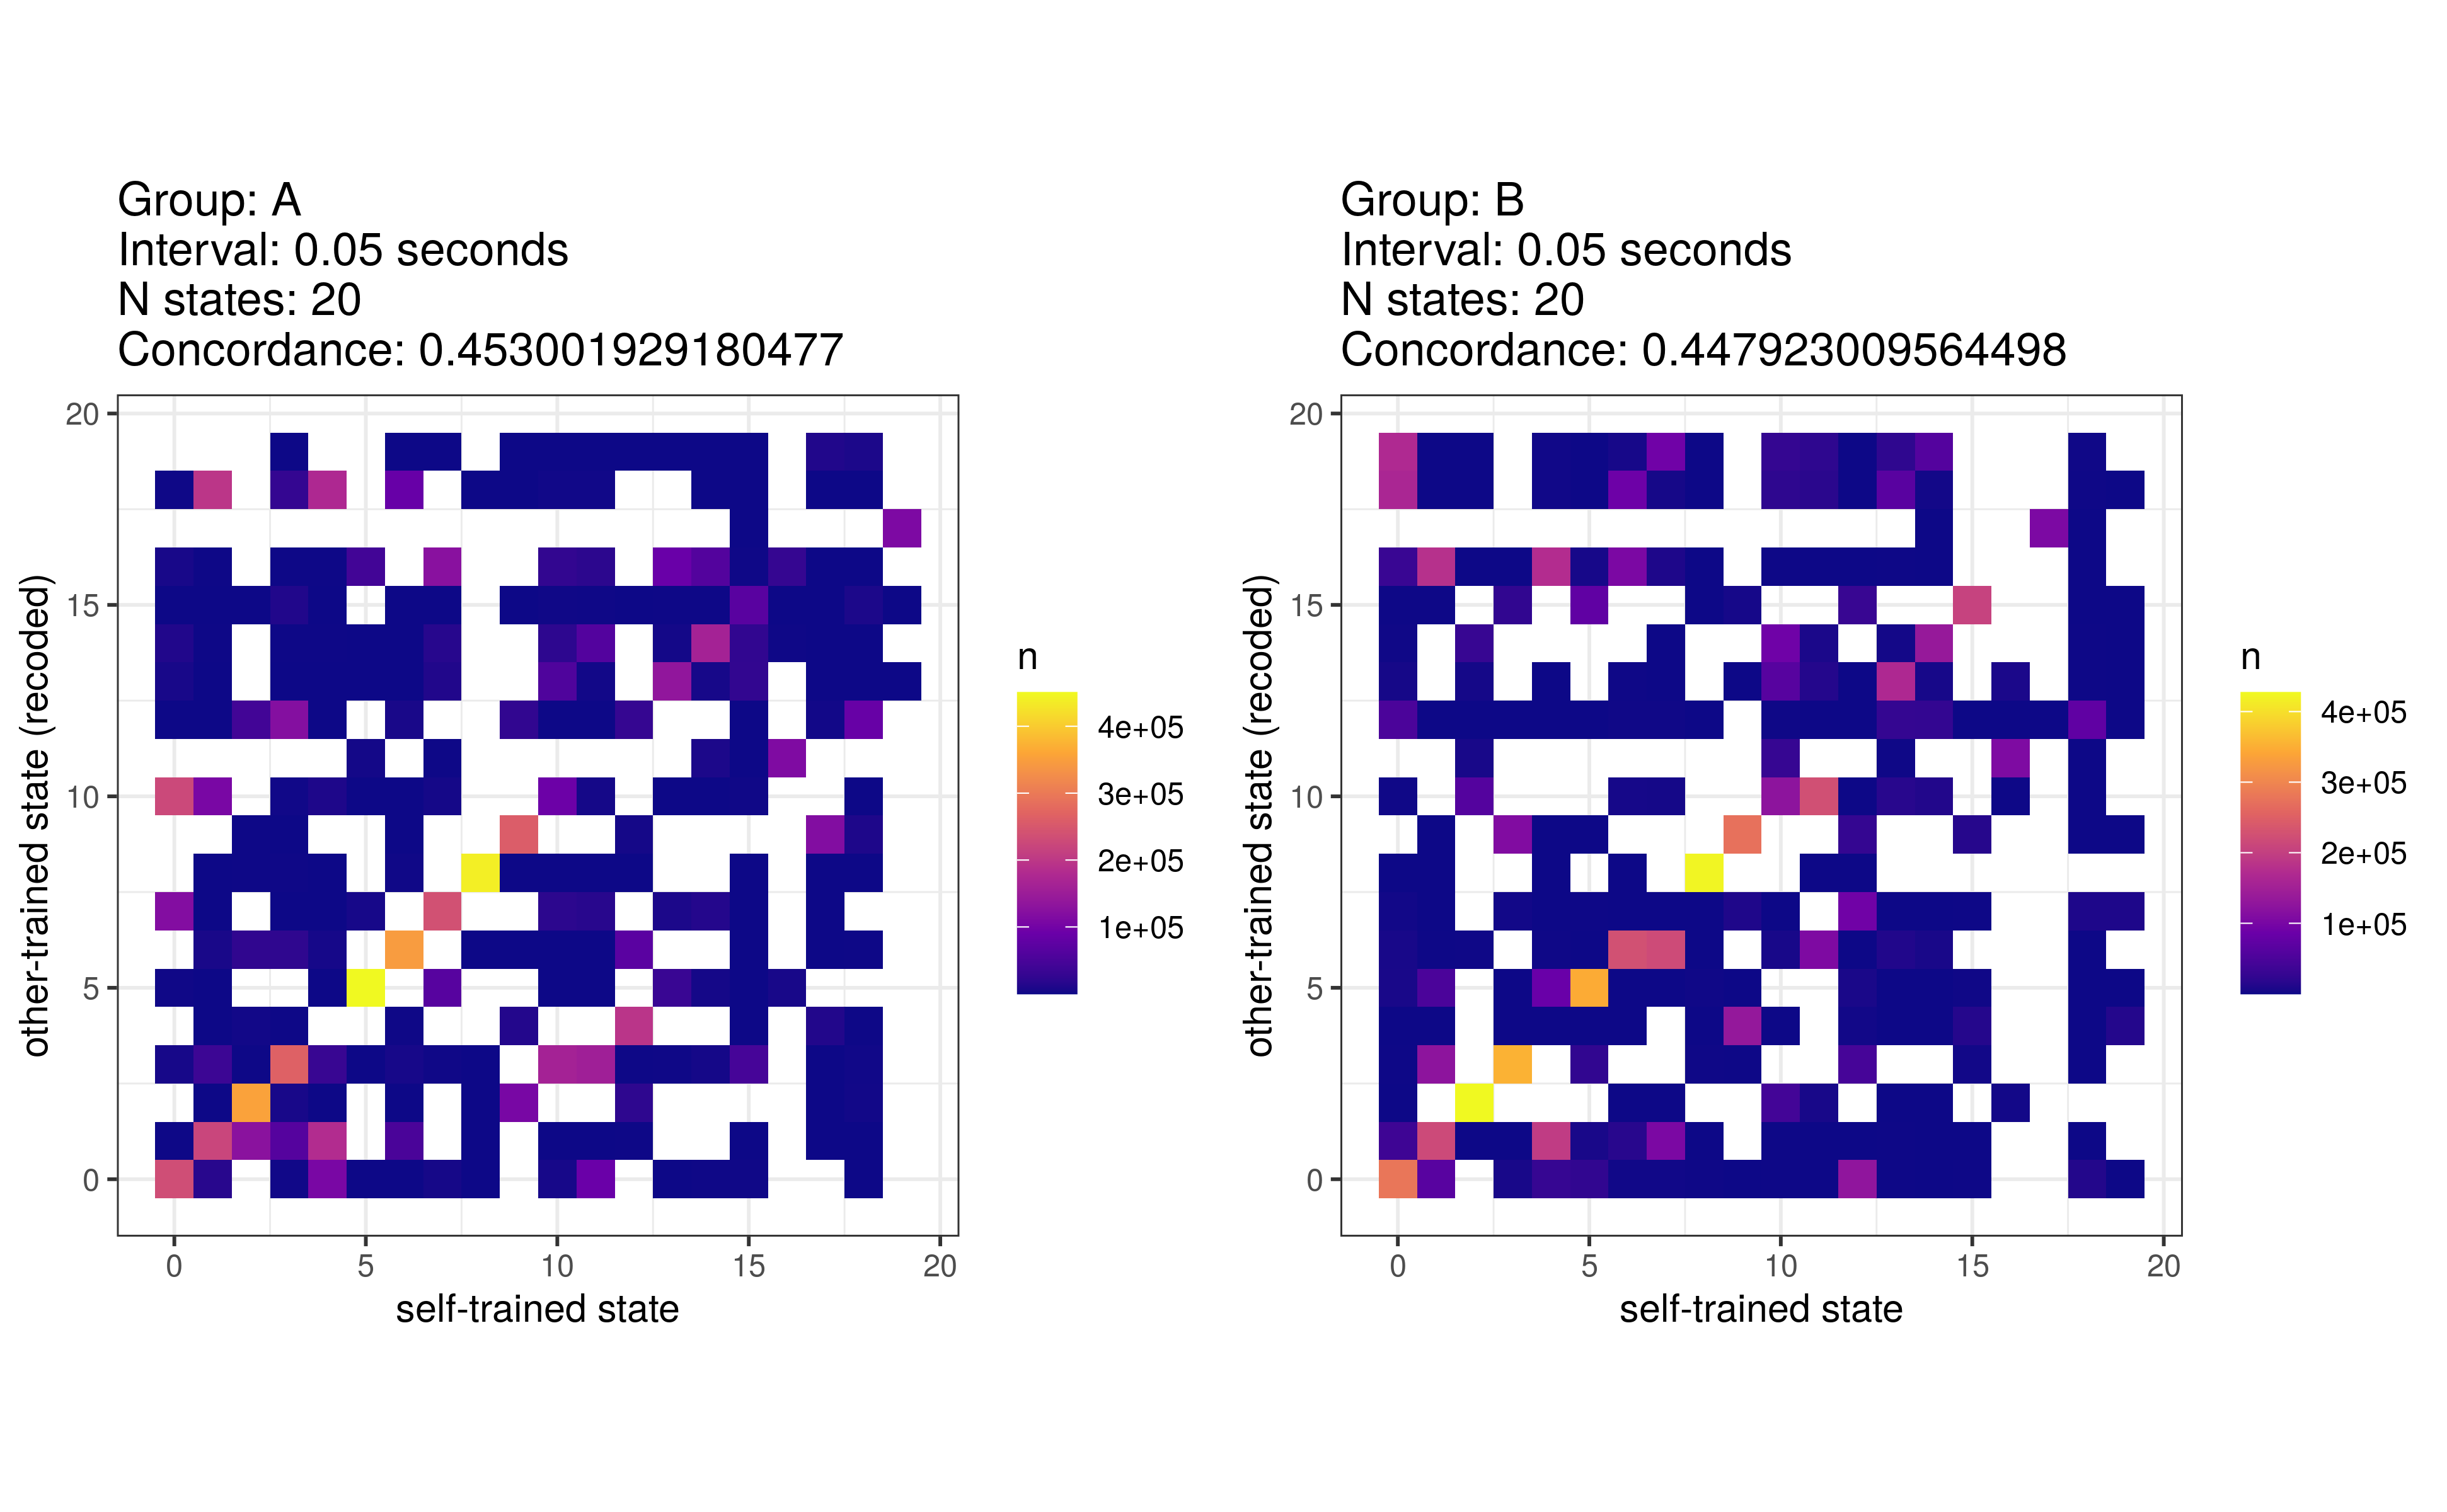 Group: A
Interval: 0.05 seconds
N states: 20
Concordance: 0.453001929180477
20
15
10
5
0
other-trained state (recoded)
0 5 10 15 20
self-trained state
n
4e+05
3e+05
2e+05
1e+05
Group: B
Interval: 0.05 seconds
N states: 20
Concordance: 0.447923009564498
20
15
10
5
0
other-trained state (recoded)
0 5 10 15 20
self-trained state
n
4e+05
3e+05
2e+05
1e+05